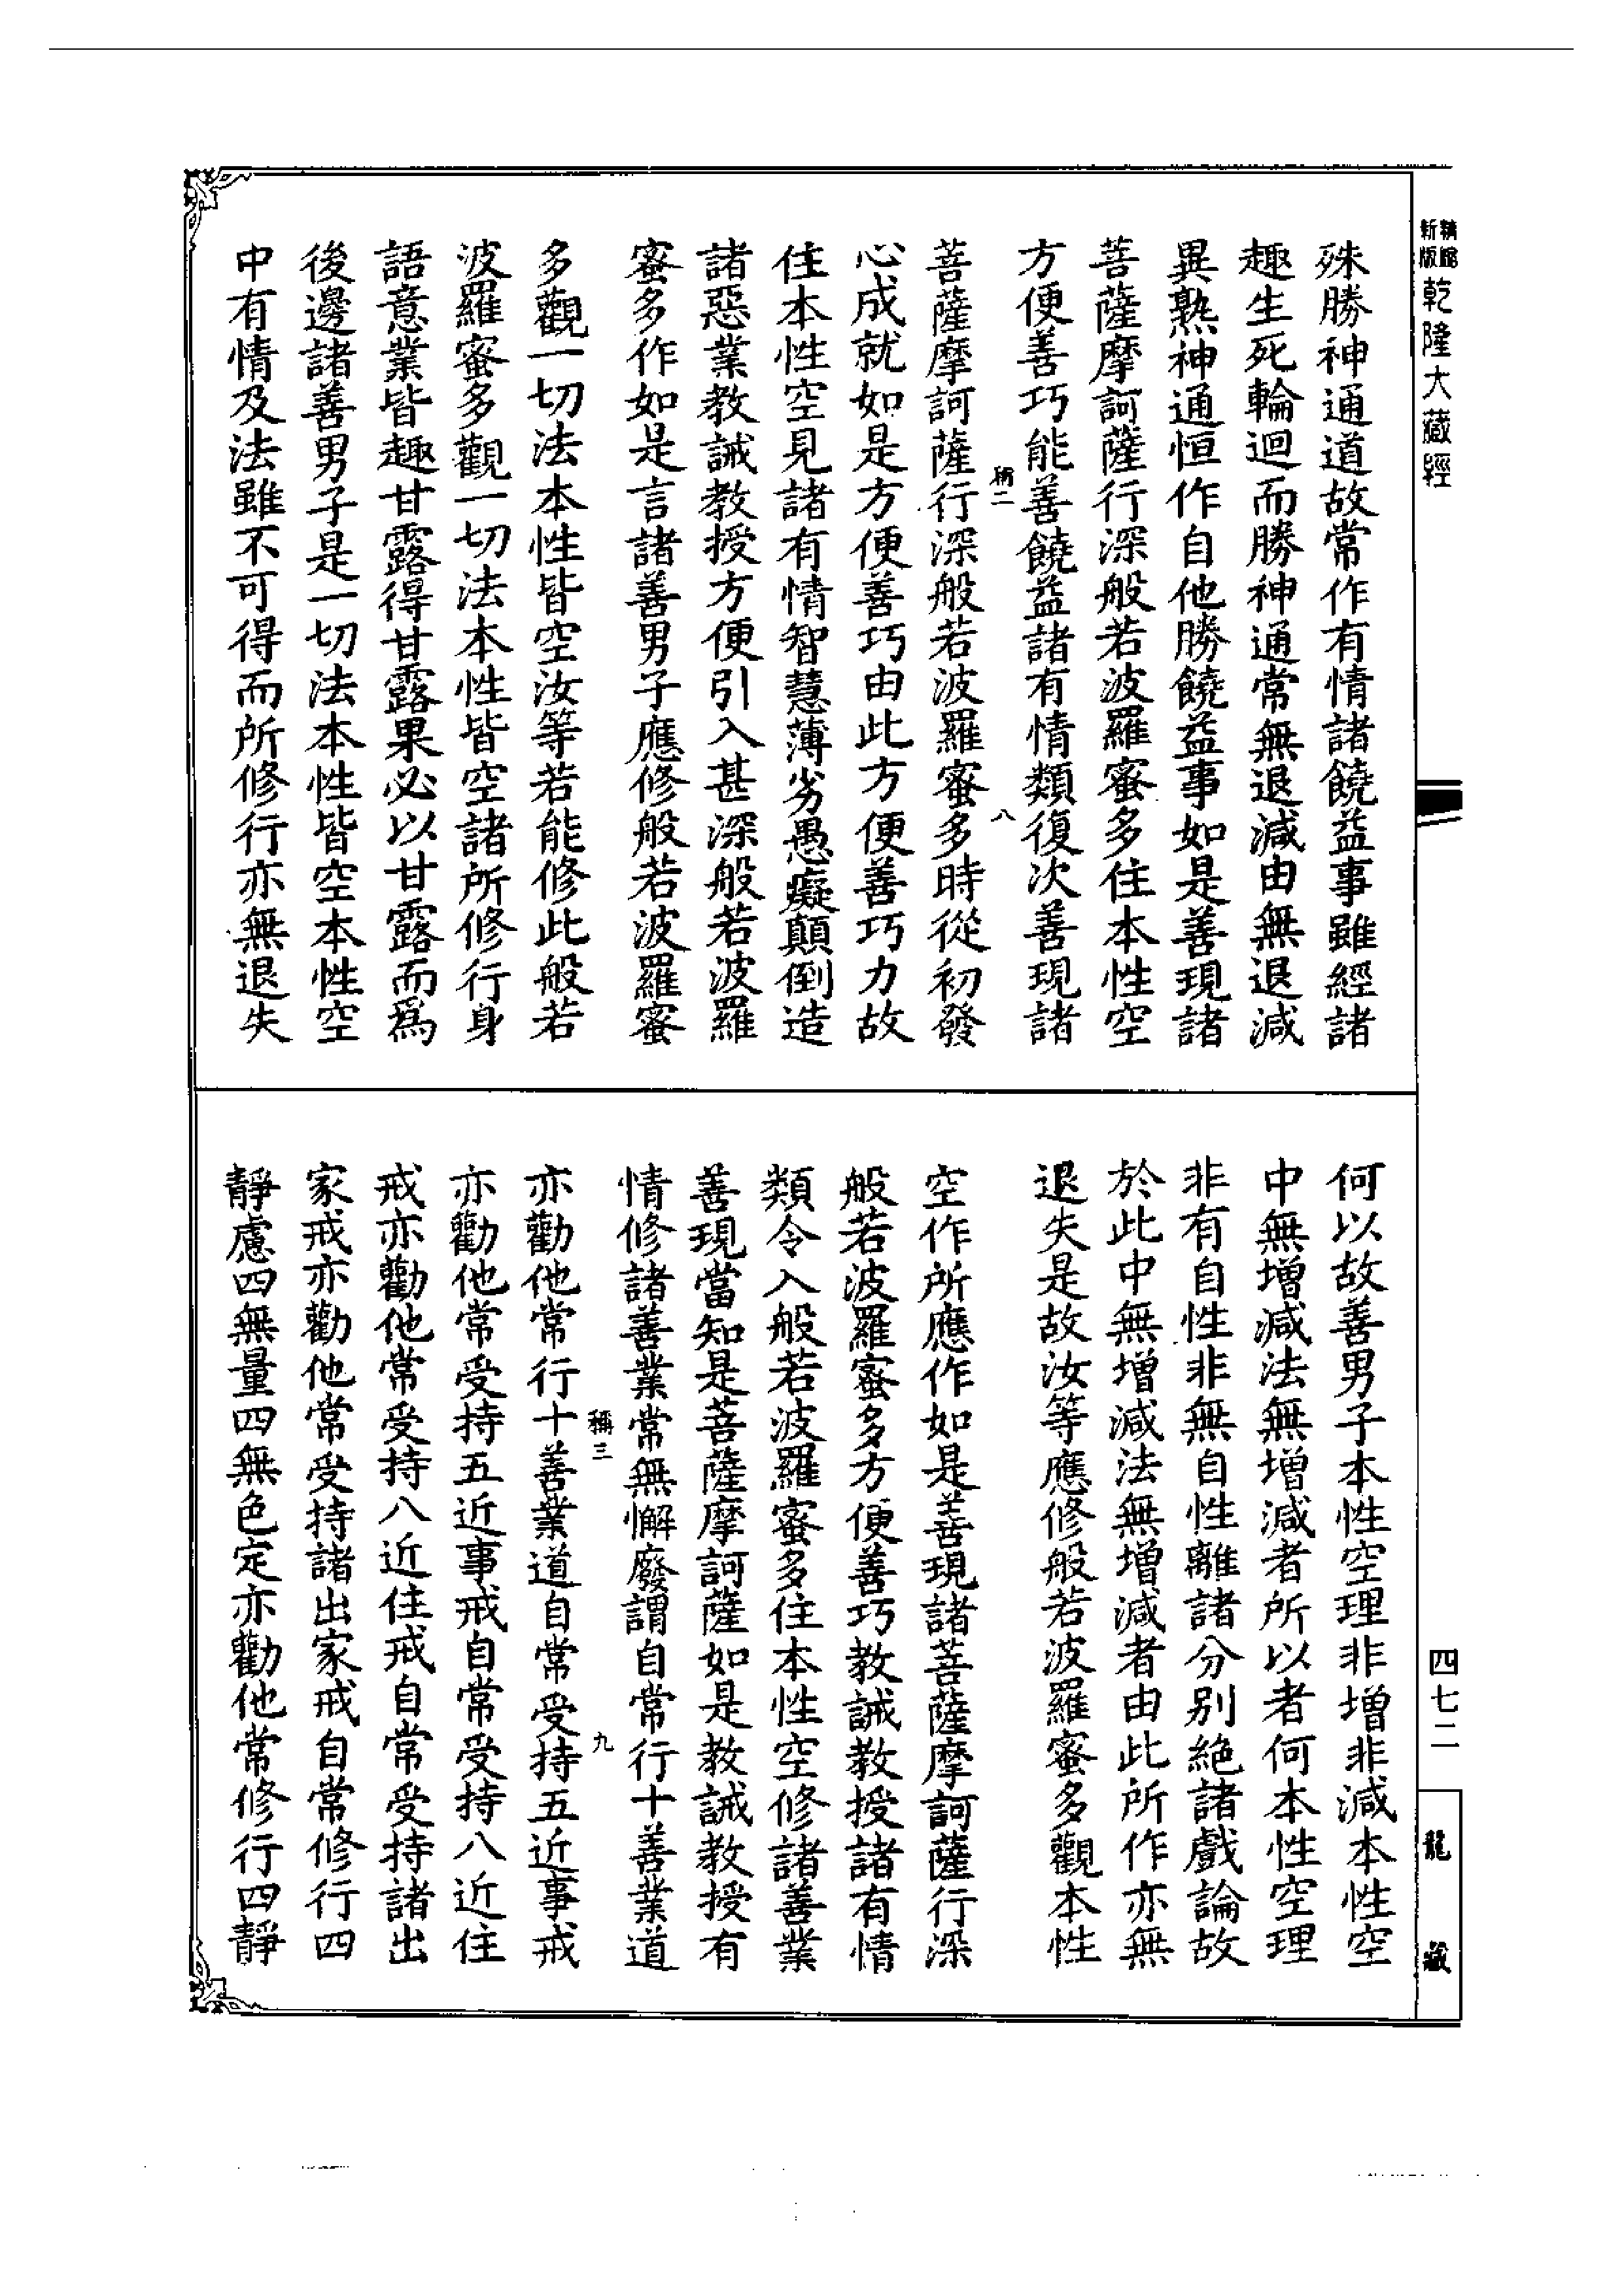 新版
精縮
乾隆大藏經
殊勝神通道故常作有情諸饒益事雖經諸
趣生死輪迴而勝神通常無退減由無退減
異熟神通恒作自他勝饒益事如是善現諸
菩薩摩訶薩行深般若波羅蜜多住本性空
方便善巧能善饒益諸有情類復次善現諸
稱二
八
菩薩摩訶薩行深般若波羅蜜多時從初發
心成就如是方便善巧由此方便善巧力故
住本性空見諸有情智慧薄劣愚癡顛倒造
諸惡業教誡教授方便引入甚深般若波羅
蜜多作如是言諸善男子應修般若波羅蜜
多觀一切法本性皆空汝等若能修此般若
波羅蜜多觀一切法本性皆空諸所修行身
語意業皆趣甘露得甘露果必以甘露而為
後邊諸善男子是一切法本性皆空本性空
中有情及法雖不可得而所修行亦無退失
何以故善男子本性空理非增非減本性空
中無增減法無增減者所以者何本性空理
非有自性非無自性離諸分別絕諸戲論故
於此中無增減法無增減者由此所作亦無
退失是故汝等應修般若波羅蜜多觀本性
空作所應作如是善現諸菩薩摩訶薩行深
般若波羅蜜多方便善巧教誡教授諸有情
類令入般若波羅蜜多住本性空修諸善業
善現當知是菩薩摩訶薩如是教誡教授有
情修諸善業常無懈廢謂自常行十善業道
稱三
九
亦勸他常行十善業道自常受持五近事戒
亦勸他常受持五近事戒自常受持八近住
戒亦勸他常受持八近住戒自常受持諸出
家戒亦勸他常受持諸出家戒自常修行四
靜慮四無量四無色定亦勸他常修行四靜
四七二
龍藏